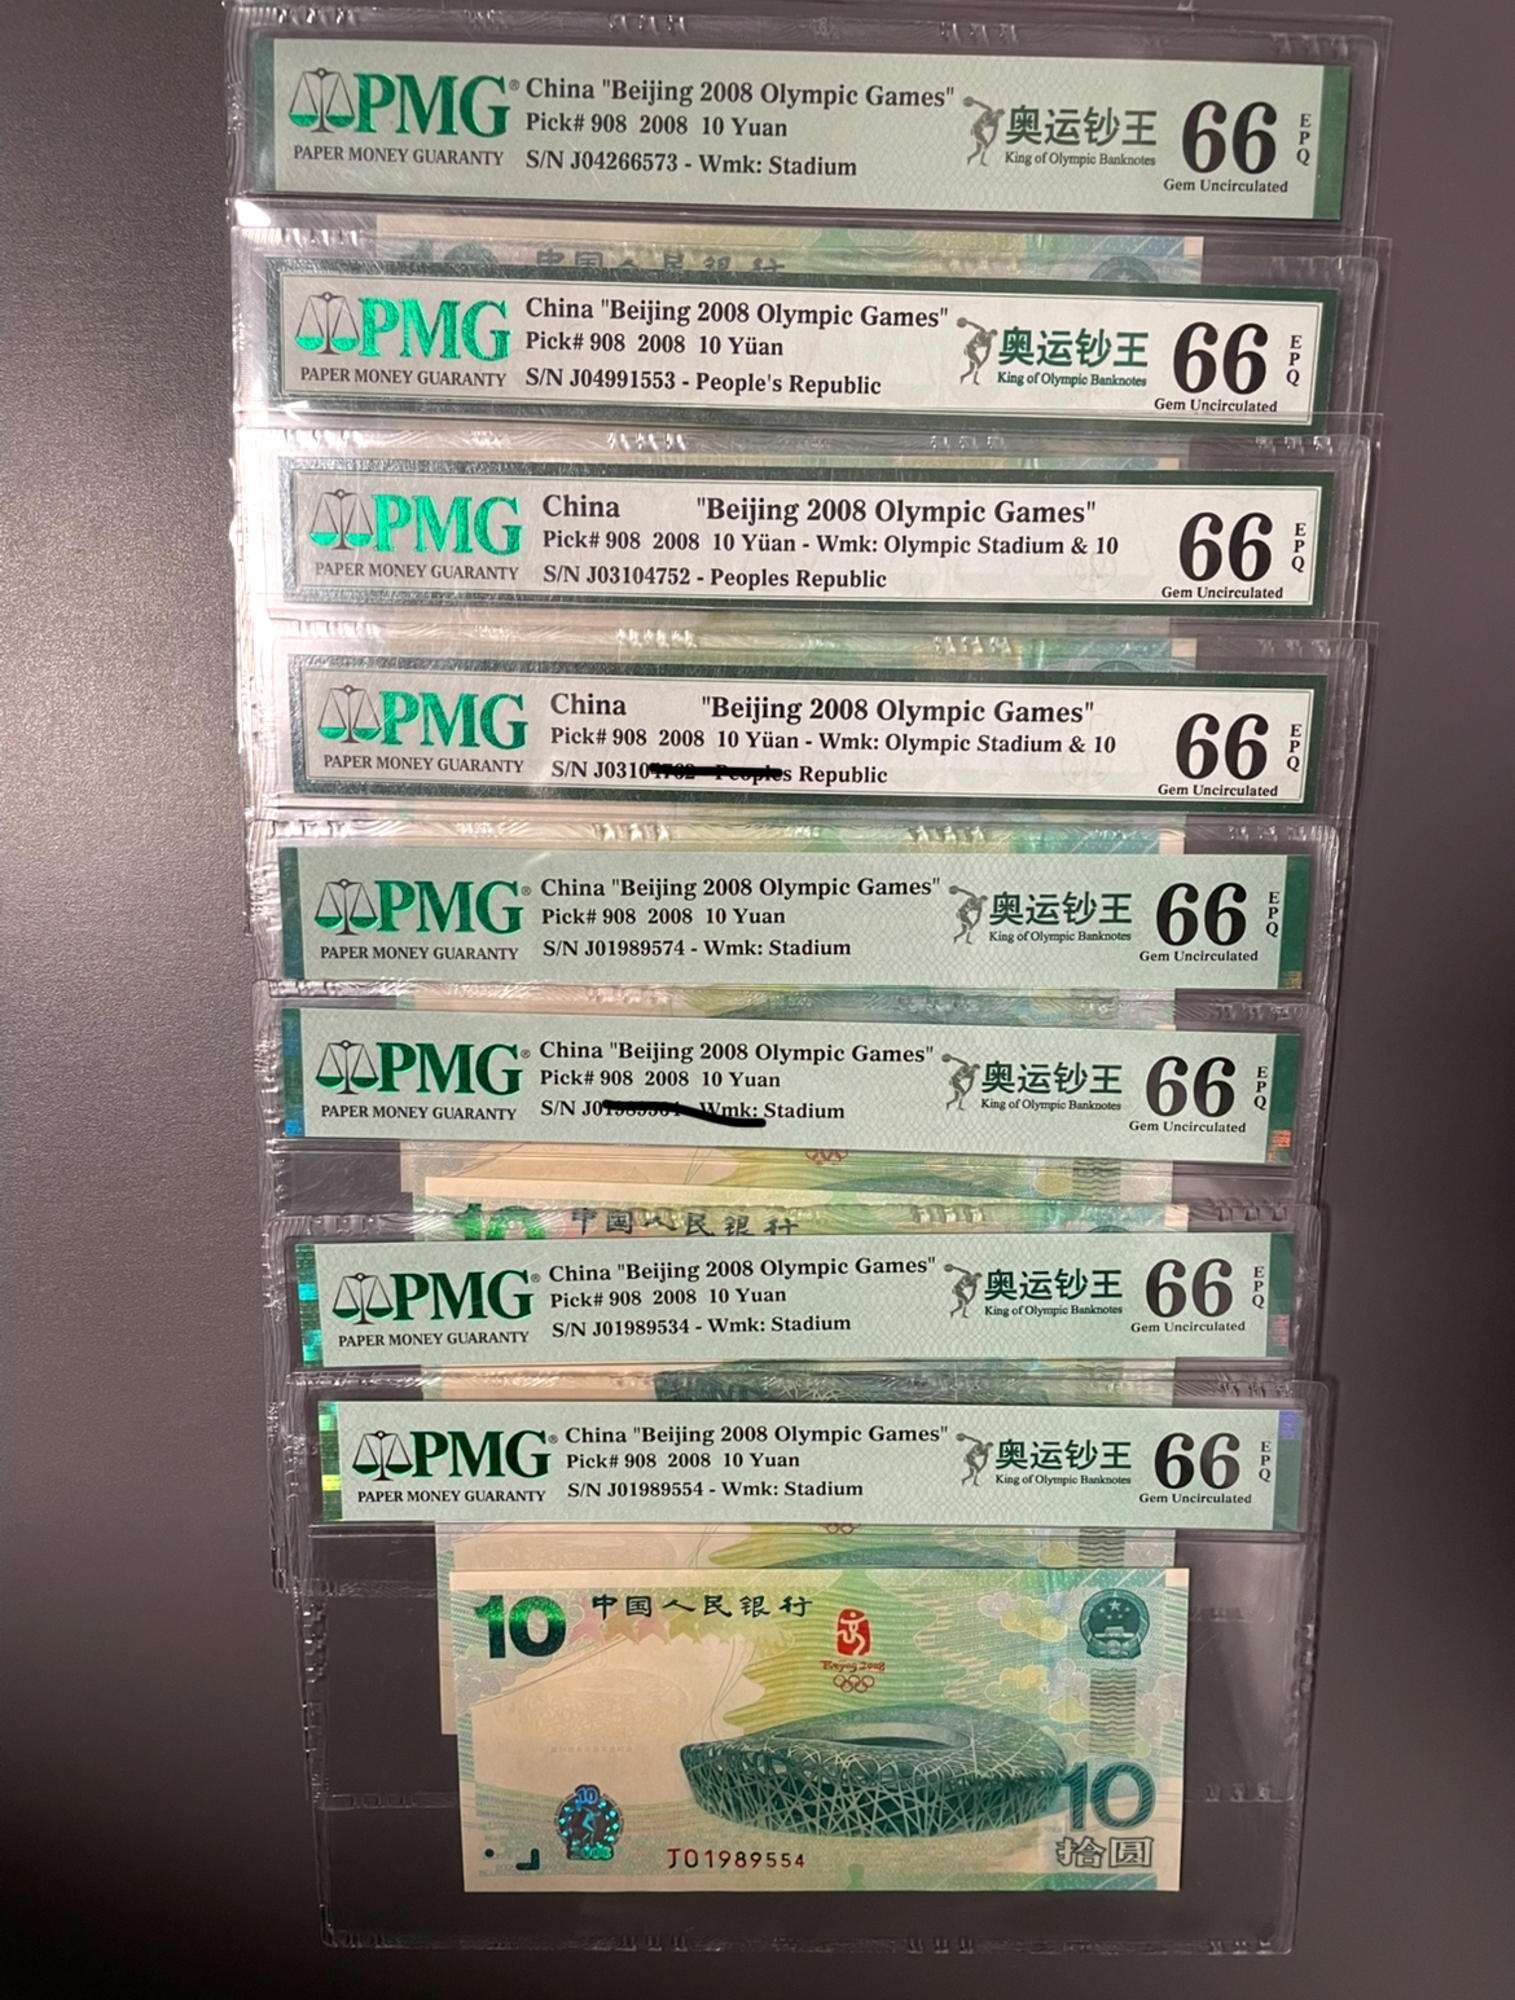 PMG®
PAPER MONEY GUARANTY
China "Beijing 2008 Olympic Games"
Pick# 908 2008 10 Yuan
S/N J04266573 - Wmk: Stadium
奥运钞王
King of Olympic Banknotes
66
EPQ
Gem Uncirculated
中国人民银行
PMG
PAPER MONEY GUARANTY
China "Beijing 2008 Olympic Games"
Pick# 908 2008 10 Yüan
S/N J04991553 - People's Republic
奥运钞王
King of Olympic Banknotes
66
EPQ
Gem Uncirculated
PMG
PAPER MONEY GUARANTY
China "Beijing 2008 Olympic Games"
Pick# 908 2008 10 Yüan - Wmk: Olympic Stadium & 10
S/N J03104752 - Peoples Republic
66
EPQ
Gem Uncirculated
PMG
PAPER MONEY GUARANTY
China "Beijing 2008 Olympic Games"
Pick# 908 2008 10 Yüan - Wmk: Olympic Stadium & 10
S/N J0310 Peoples Republic
66
EPQ
Gem Uncirculated
PMG®
PAPER MONEY GUARANTY
China "Beijing 2008 Olympic Games"
Pick# 908 2008 10 Yuan
S/N J01989574 - Wmk: Stadium
奥运钞王
King of Olympic Banknotes
66
EPQ
Gem Uncirculated
PMG®
PAPER MONEY GUARANTY
China "Beijing 2008 Olympic Games"
Pick# 908 2008 10 Yuan
S/N J0 Wmk: Stadium
奥运钞王
King of Olympic Banknotes
66
EPQ
Gem Uncirculated
10 中国人民银行
PMG®
PAPER MONEY GUARANTY
China "Beijing 2008 Olympic Games"
Pick# 908 2008 10 Yuan
S/N J01989534 - Wmk: Stadium
奥运钞王
King of Olympic Banknotes
66
EPQ
Gem Uncirculated
PMG®
PAPER MONEY GUARANTY
China "Beijing 2008 Olympic Games"
Pick# 908 2008 10 Yuan
S/N J01989554 - Wmk: Stadium
奥运钞王
King of Olympic Banknotes
66
EPQ
Gem Uncirculated
10 中国人民银行
Beijing 2008
10
2008
10
拾圆
J01989554